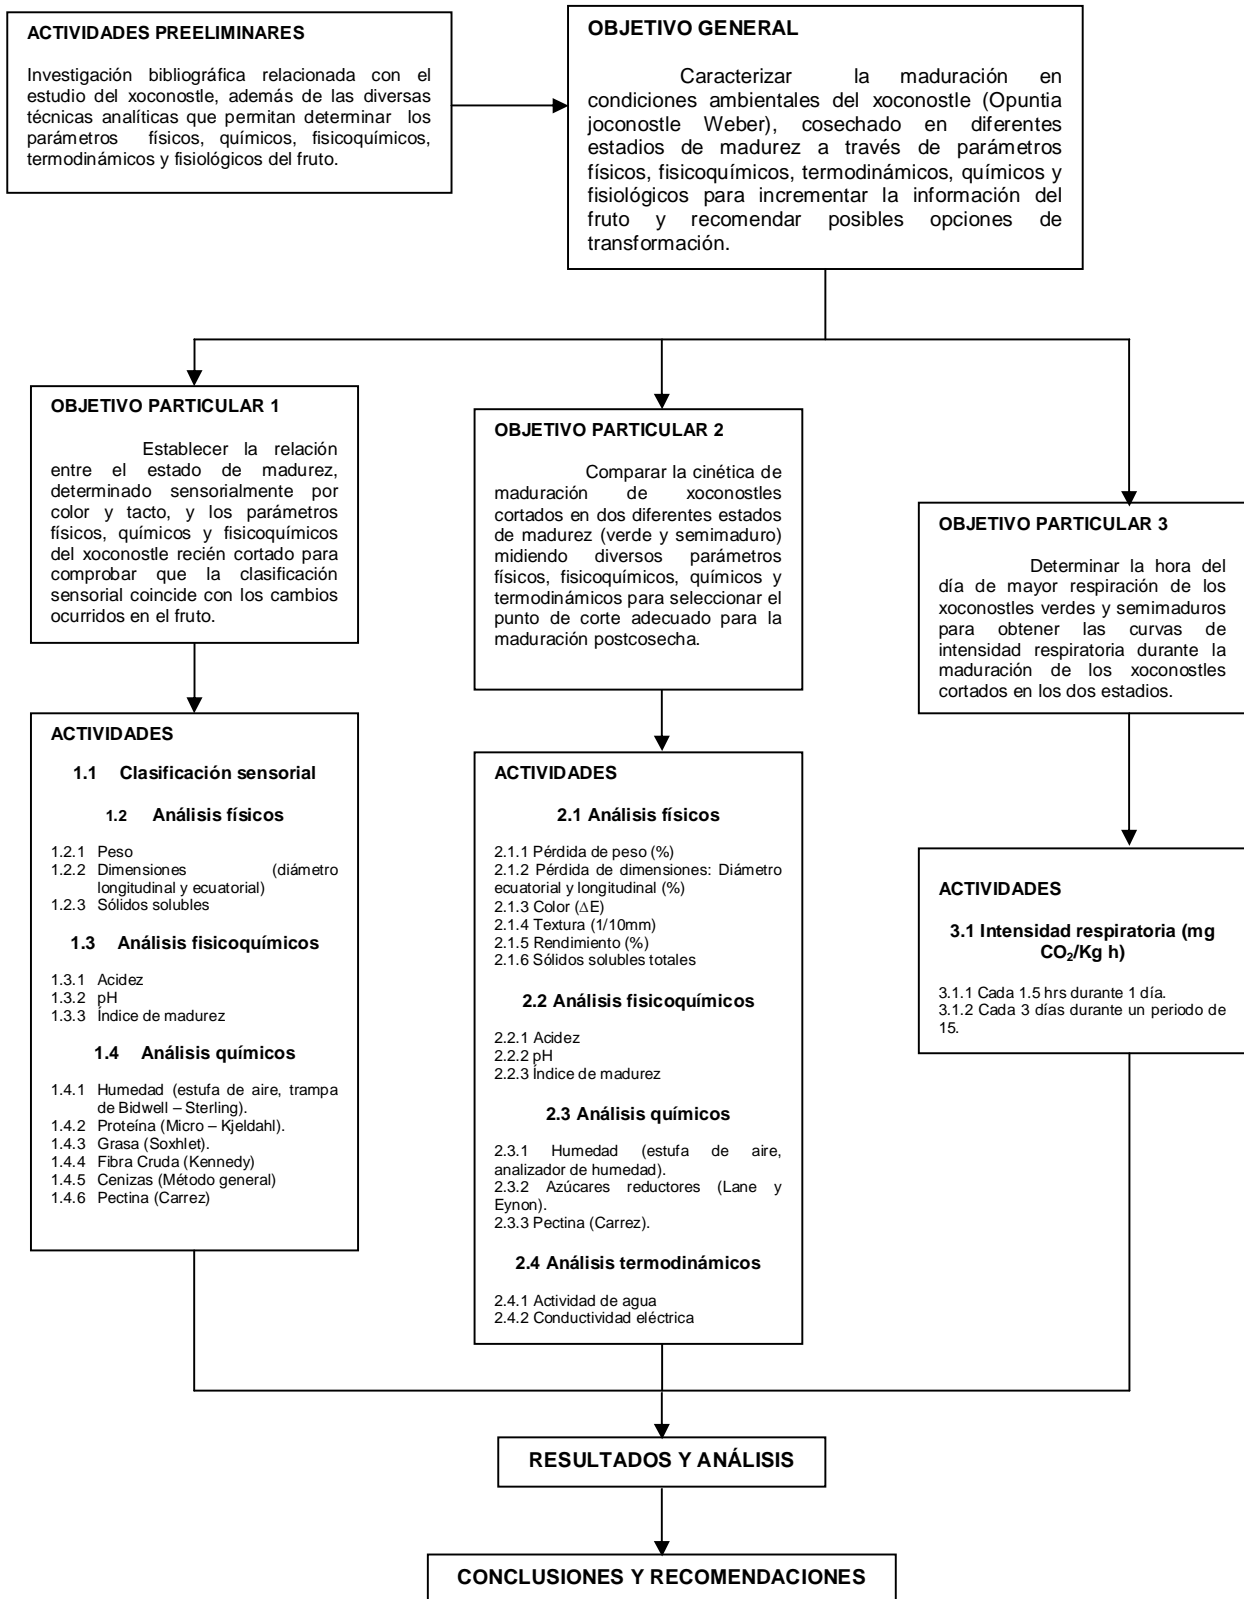 ACTIVIDADES PREELIMINARES
Investigación bibliográfica relacionada con el
estudio del xoconostle, además de las diversas
técnicas analíticas que permitan determinar los
parámetros físicos, químicos, fisicoquímicos,
termodinámicos y fisiológicos del fruto.
OBJETIVO GENERAL
Caracterizar la maduración en
condiciones ambientales del xoconostle (Opuntia
joconostle Weber), cosechado en diferentes
estadios de madurez a través de parámetros
físicos, fisicoquímicos, termodinámicos, químicos y
fisiológicos para incrementar la información del
fruto y recomendar posibles opciones de
transformación.
OBJETIVO PARTICULAR 1
Establecer la relación
entre el estado de madurez,
determinado sensorialmente por
color y tacto, y los parámetros
físicos, químicos y fisicoquímicos
del xoconostle recién cortado para
comprobar que la clasificación
sensorial coincide con los cambios
ocurridos en el fruto.
OBJETIVO PARTICULAR 2
Comparar la cinética de
maduración de xoconostles
cortados en dos diferentes estados
de madurez (verde y semimaduro)
midiendo diversos parámetros
físicos, fisicoquímicos, químicos y
termodinámicos para seleccionar el
punto de corte adecuado para la
maduración postcosecha.
OBJETIVO PARTICULAR 3
Determinar la hora del
día de mayor respiración de los
xoconostles verdes y semimaduros
para obtener las curvas de
intensidad respiratoria durante la
maduración de los xoconostles
cortados en los dos estadios.
ACTIVIDADES
1.1 Clasificación sensorial
1.2 Análisis físicos
1.2.1 Peso
1.2.2 Dimensiones (diámetro
longitudinal y ecuatorial)
1.2.3 Sólidos solubles
1.3 Análisis fisicoquímicos
1.3.1 Acidez
1.3.2 pH
1.3.3 Índice de madurez
1.4 Análisis químicos
1.4.1 Humedad (estufa de aire, trampa
de Bidwell – Sterling).
1.4.2 Proteína (Micro – Kjeldahl).
1.4.3 Grasa (Soxhlet).
1.4.4 Fibra Cruda (Kennedy)
1.4.5 Cenizas (Método general)
1.4.6 Pectina (Carrez)
ACTIVIDADES
2.1 Análisis físicos
2.1.1 Pérdida de peso (%)
2.1.2 Pérdida de dimensiones: Diámetro
ecuatorial y longitudinal (%)
2.1.3 Color (∆E)
2.1.4 Textura (1/10mm)
2.1.5 Rendimiento (%)
2.1.6 Sólidos solubles totales
2.2 Análisis fisicoquímicos
2.2.1 Acidez
2.2.2 pH
2.2.3 Índice de madurez
2.3 Análisis químicos
2.3.1 Humedad (estufa de aire,
analizador de humedad).
2.3.2 Azúcares reductores (Lane y
Eynon).
2.3.3 Pectina (Carrez).
2.4 Análisis termodinámicos
2.4.1 Actividad de agua
2.4.2 Conductividad eléctrica
ACTIVIDADES
3.1 Intensidad respiratoria (mg
CO₂/Kg h)
3.1.1 Cada 1.5 hrs durante 1 día.
3.1.2 Cada 3 días durante un periodo de
15.
RESULTADOS Y ANÁLISIS
CONCLUSIONES Y RECOMENDACIONES